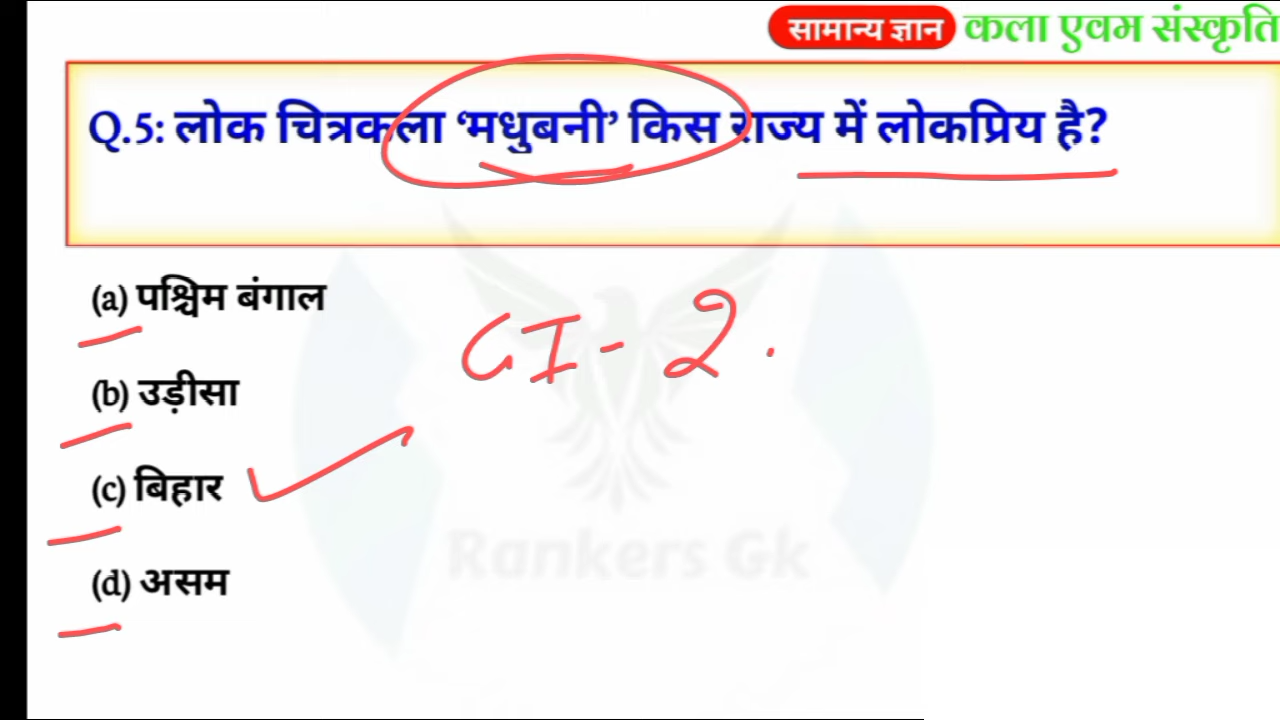 सामान्य ज्ञान कला एवम संस्कृति
Q.5: लोक चित्रकला ‘मधुबनी’ किस राज्य में लोकप्रिय है?
(a) पश्चिम बंगाल
GI - 2.
(b) उड़ीसा
(c) बिहार
Rankers Gk
(d) असम